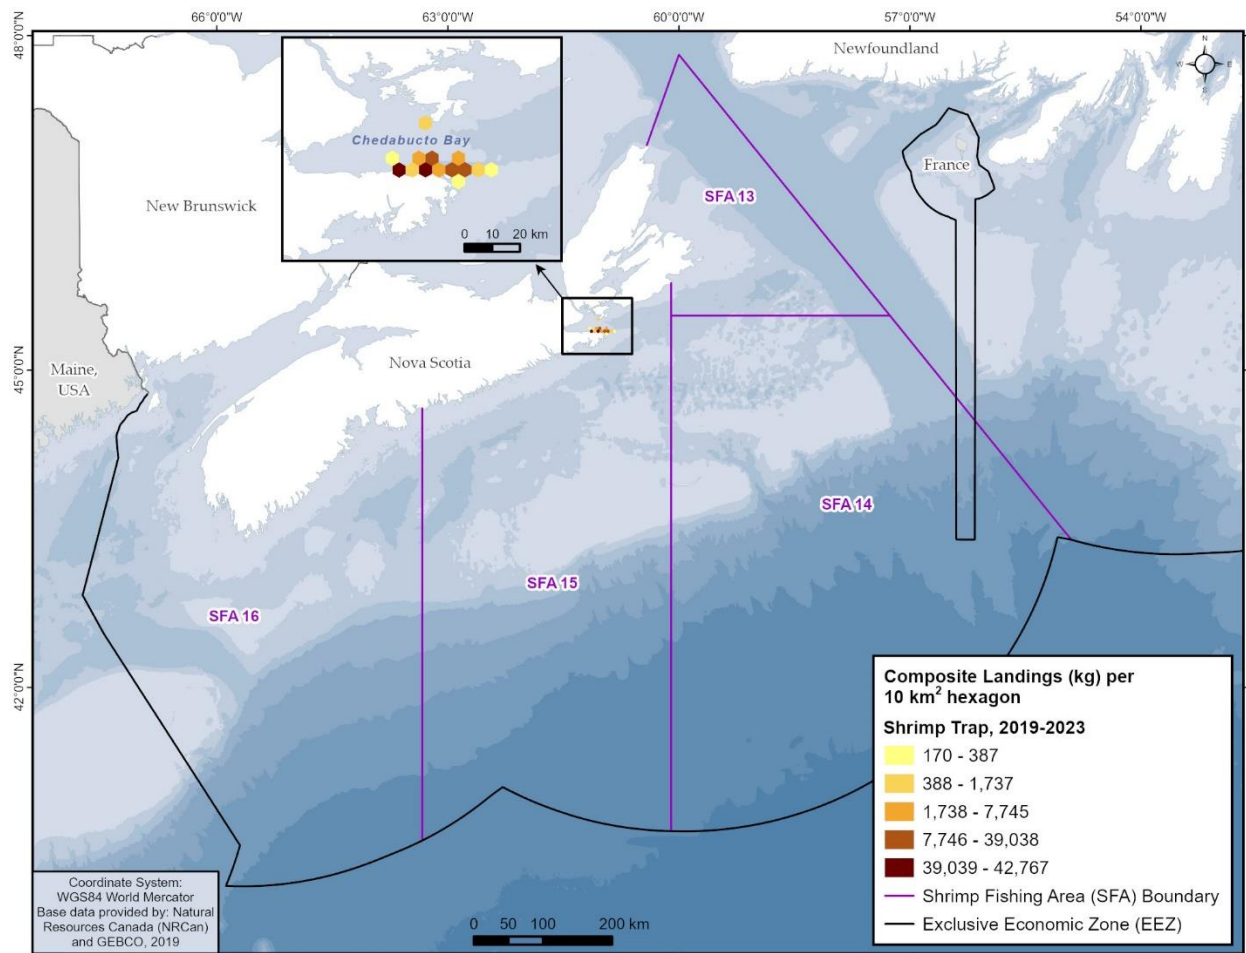 66°0'0"W
63°0'0"W
60°0'0"W
57°0'0"W
54°0'0"W
48°0'0"N
45°0'0"N
42°0'0"N
Newfoundland
N
W
E
S
Chedabucto Bay
0 10 20 km
New Brunswick
France
SFA 13
Maine,
USA
Nova Scotia
SFA 14
SFA 15
SFA 16
Composite Landings (kg) per
10 km² hexagon
Shrimp Trap, 2019-2023
170 - 387
388 - 1,737
1,738 - 7,745
7,746 - 39,038
39,039 - 42,767
Shrimp Fishing Area (SFA) Boundary
Exclusive Economic Zone (EEZ)
Coordinate System:
WGS84 World Mercator
Base data provided by: Natural
Resources Canada (NRCan)
and GEBCO, 2019
0 50 100 200 km